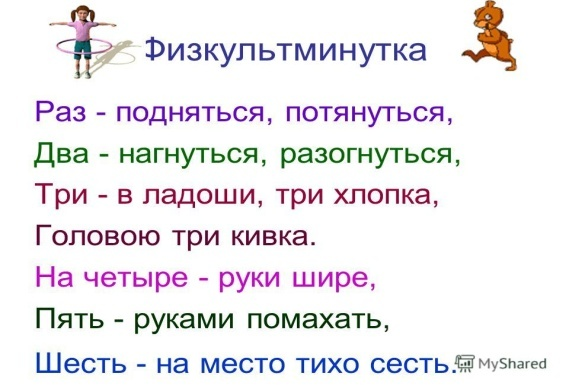 Физкультминутка
Раз - подняться, потянуться,
Два - нагнуться, разогнуться,
Три - в ладоши, три хлопка,
Головою три кивка.
На четыре - руки шире,
Пять - руками помахать,
Шесть - на место тихо сесть.
MyShared